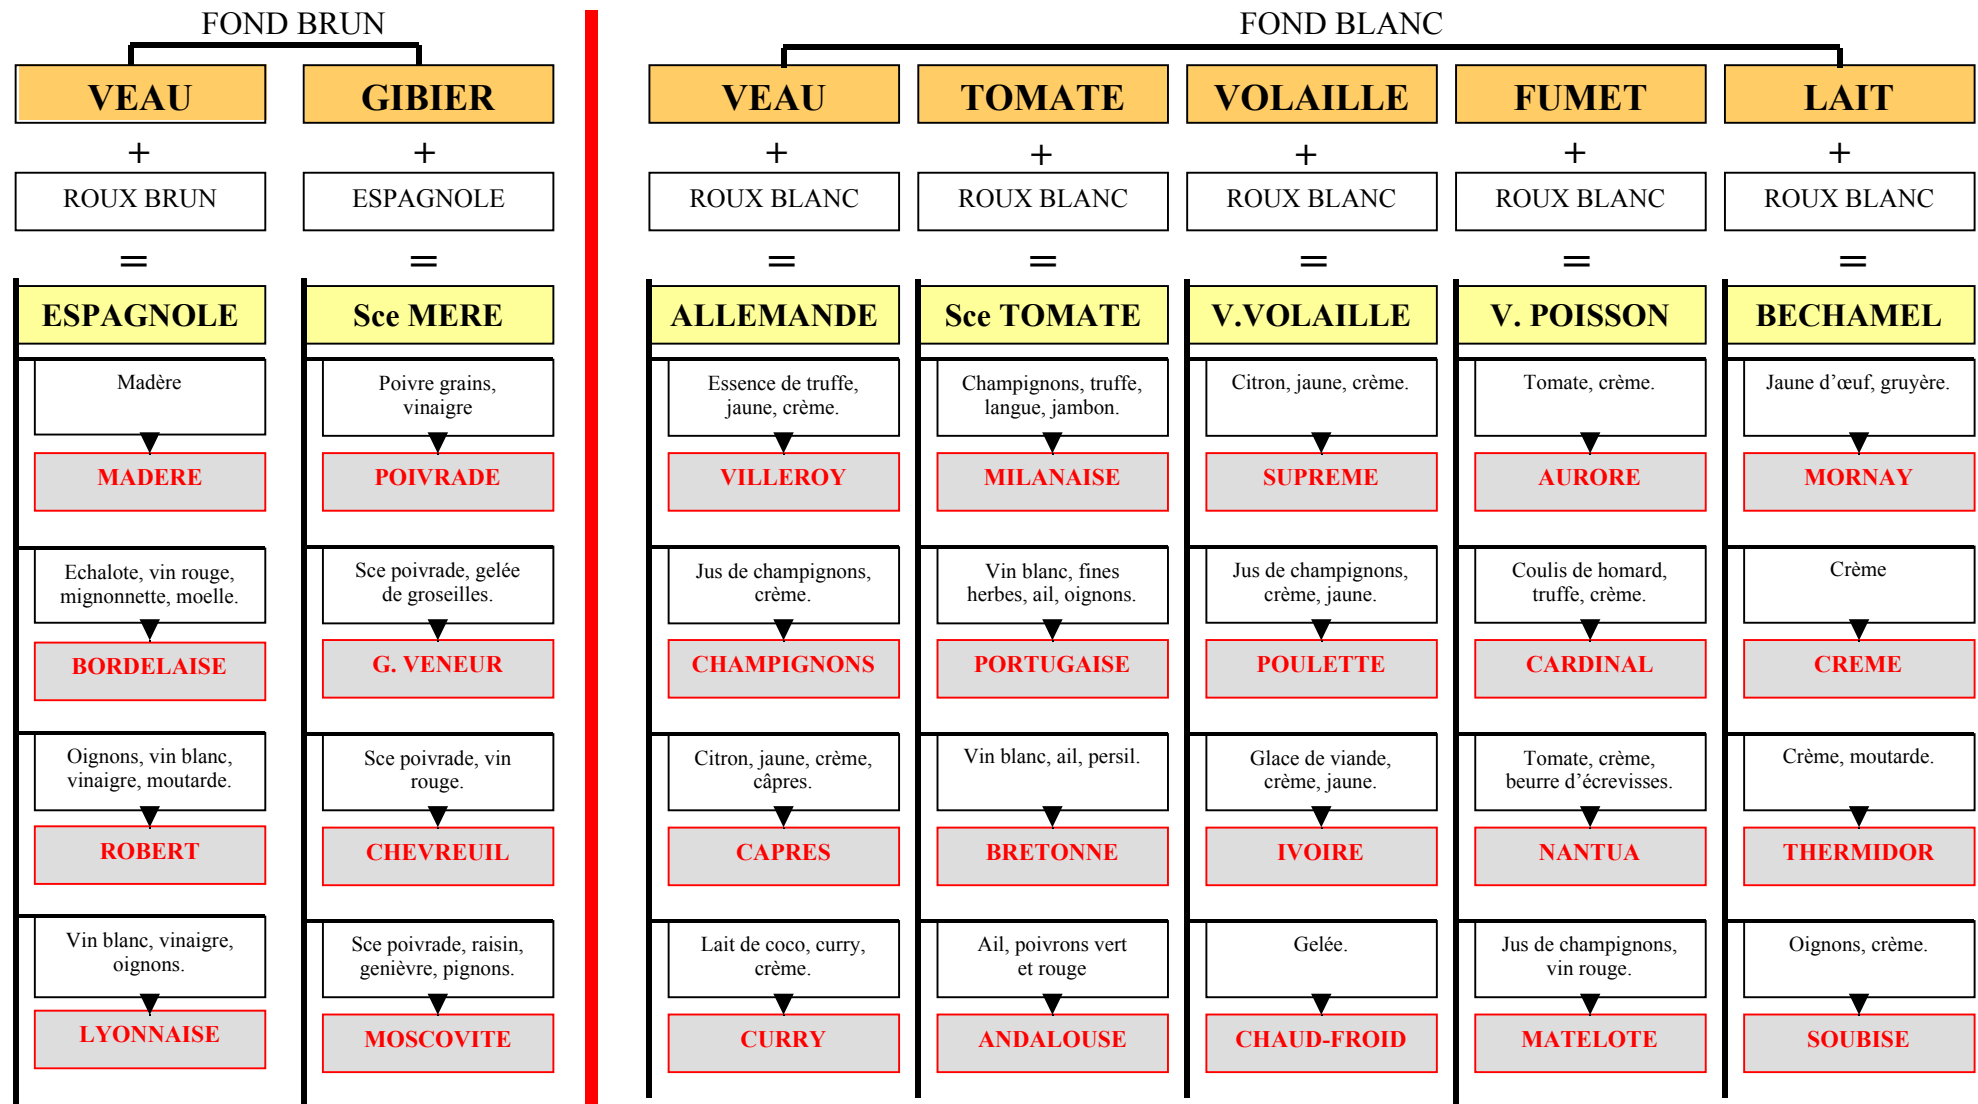 FOND BRUN
FOND BLANC
VEAU
GIBIER
VEAU
TOMATE
VOLAILLE
FUMET
LAIT
+
+
+
+
+
+
+
ROUX BRUN
ESPAGNOLE
ROUX BLANC
ROUX BLANC
ROUX BLANC
ROUX BLANC
ROUX BLANC
=
=
=
=
=
=
=
ESPAGNOLE
Sce MERE
ALLEMANDE
Sce TOMATE
V.VOLAILLE
V. POISSON
BECHAMEL
Madère
Poivre grains,
vinaigre
Essence de truffe,
jaune, crème.
Champignons, truffe,
langue, jambon.
Citron, jaune, crème.
Tomate, crème.
Jaune d’œuf, gruyère.
MADERE
POIVRADE
VILLEROY
MILANAISE
SUPREME
AURORE
MORNAY
Echalote, vin rouge,
mignonnette, moelle.
Sce poivrade, gelée
de groseilles.
Jus de champignons,
crème.
Vin blanc, fines
herbes, ail, oignons.
Jus de champignons,
crème, jaune.
Coulis de homard,
truffe, crème.
Crème
BORDELAISE
G. VENEUR
CHAMPIGNONS
PORTUGAISE
POULETTE
CARDINAL
CREME
Oignons, vin blanc,
vinaigre, moutarde.
Sce poivrade, vin
rouge.
Citron, jaune, crème,
câpres.
Vin blanc, ail, persil.
Glace de viande,
crème, jaune.
Tomate, crème,
beurre d’écrevisses.
Crème, moutarde.
ROBERT
CHEVREUIL
CAPRES
BRETONNE
IVOIRE
NANTUA
THERMIDOR
Vin blanc, vinaigre,
oignons.
Sce poivrade, raisin,
genièvre, pignons.
Lait de coco, curry,
crème.
Ail, poivrons vert
et rouge
Gelée.
Jus de champignons,
vin rouge.
Oignons, crème.
LYONNAISE
MOSCOVITE
CURRY
ANDALOUSE
CHAUD-FROID
MATELOTE
SOUBISE